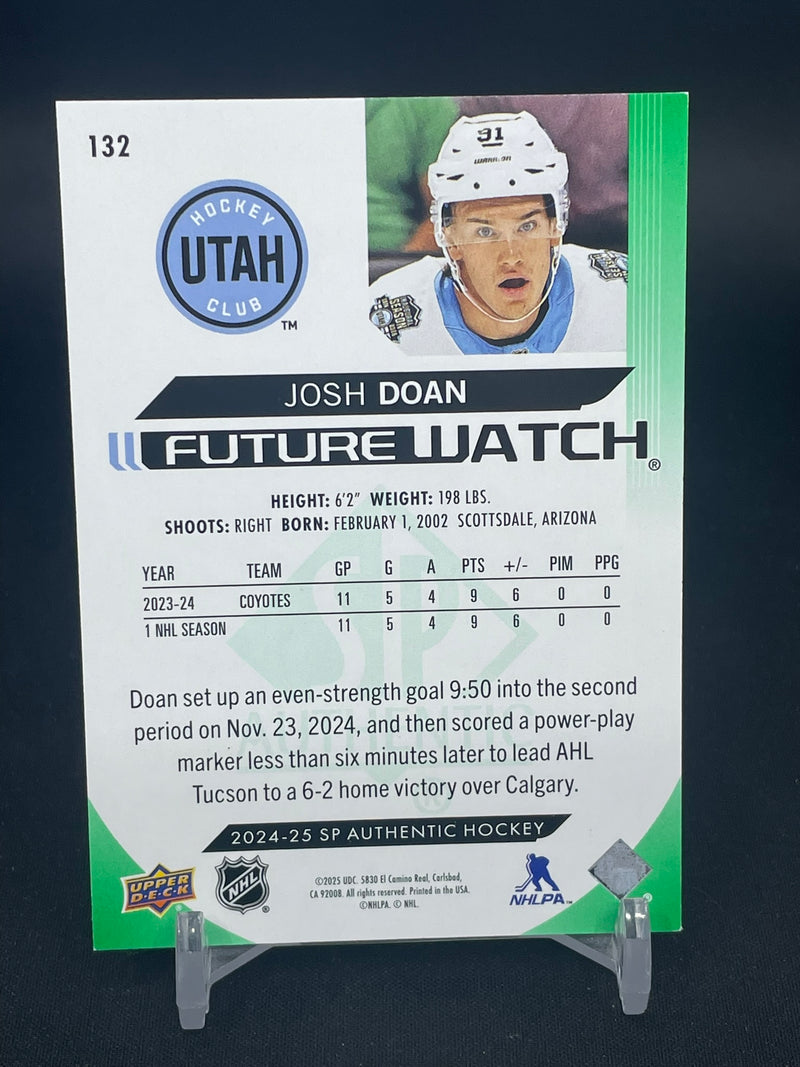 132
HOCKEY
UTAH
CLUB
TM
91
WARRIOR
JOSH DOAN
FUTURE WATCH®
HEIGHT: 6'2" WEIGHT: 198 LBS.
SHOOTS: RIGHT BORN: FEBRUARY 1, 2002 SCOTTSDALE, ARIZONA
YEAR TEAM GP G A PTS +/- PIM PPG
2023-24 COYOTES 11 5 4 9 6 0 0
1 NHL SEASON 11 5 4 9 6 0 0
SP
AUTHENTIC
®
Doan set up an even-strength goal 9:50 into the second
period on Nov. 23, 2024, and then scored a power-play
marker less than six minutes later to lead AHL
Tucson to a 6-2 home victory over Calgary.
2024-25 SP AUTHENTIC HOCKEY
UPPER
DECK
NHL
®
©2025 UDC. 5830 El Camino Real, Carlsbad,
CA 92008. All rights reserved. Printed in the USA.
©NHLPA. © NHL.
NHLPA™
®